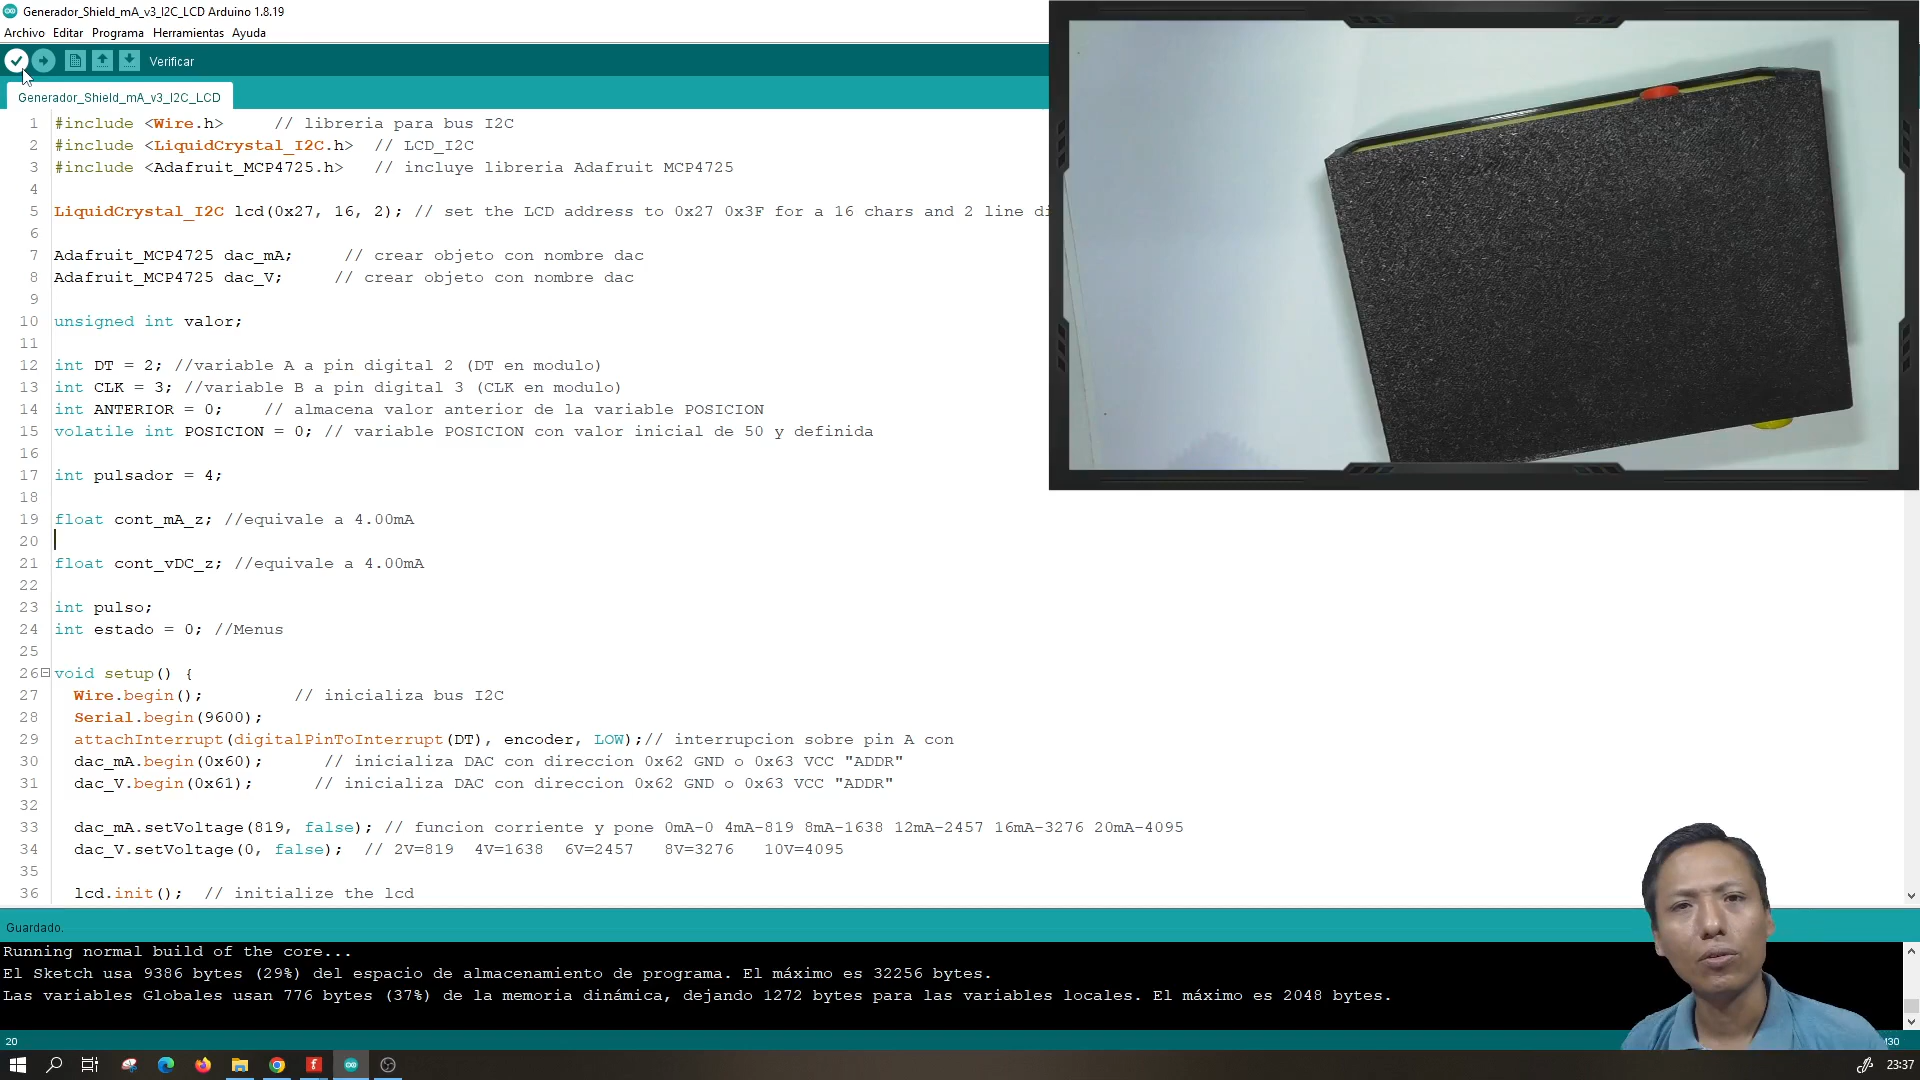 Generador_Shield_mA_v3_I2C_LCD Arduino 1.8.19
Archivo Editar Programa Herramientas Ayuda
Verificar
Generador_Shield_mA_v3_I2C_LCD
1 #include <Wire.h> // libreria para bus I2C
2 #include <LiquidCrystal_I2C.h> // LCD_I2C
3 #include <Adafruit_MCP4725.h> // incluye libreria Adafruit MCP4725
4
5 LiquidCrystal_I2C lcd(0x27, 16, 2); // set the LCD address to 0x27 0x3F for a 16 chars and 2 line di
6
7 Adafruit_MCP4725 dac_mA; // crear objeto con nombre dac
8 Adafruit_MCP4725 dac_V; // crear objeto con nombre dac
9
10 unsigned int valor;
11
12 int DT = 2; //variable A a pin digital 2 (DT en modulo)
13 int CLK = 3; //variable B a pin digital 3 (CLK en modulo)
14 int ANTERIOR = 0; // almacena valor anterior de la variable POSICION
15 volatile int POSICION = 0; // variable POSICION con valor inicial de 50 y definida
16
17 int pulsador = 4;
18
19 float cont_mA_z; //equivale a 4.00mA
20
21 float cont_vDC_z; //equivale a 4.00mA
22
23 int pulso;
24 int estado = 0; //Menus
25
26 void setup() {
27 Wire.begin(); // inicializa bus I2C
28 Serial.begin(9600);
29 attachInterrupt(digitalPinToInterrupt(DT), encoder, LOW);// interrupcion sobre pin A con
30 dac_mA.begin(0x60); // inicializa DAC con direccion 0x62 GND o 0x63 VCC "ADDR"
31 dac_V.begin(0x61); // inicializa DAC con direccion 0x62 GND o 0x63 VCC "ADDR"
32
33 dac_mA.setVoltage(819, false); // funcion corriente y pone 0mA-0 4mA-819 8mA-1638 12mA-2457 16mA-3276 20mA-4095
34 dac_V.setVoltage(0, false); // 2V=819 4V=1638 6V=2457 8V=3276 10V=4095
35
36 lcd.init(); // initialize the lcd
Guardado.
Running normal build of the core...
El Sketch usa 9386 bytes (29%) del espacio de almacenamiento de programa. El máximo es 32256 bytes.
Las variables Globales usan 776 bytes (37%) de la memoria dinámica, dejando 1272 bytes para las variables locales. El máximo es 2048 bytes.
20
23:37